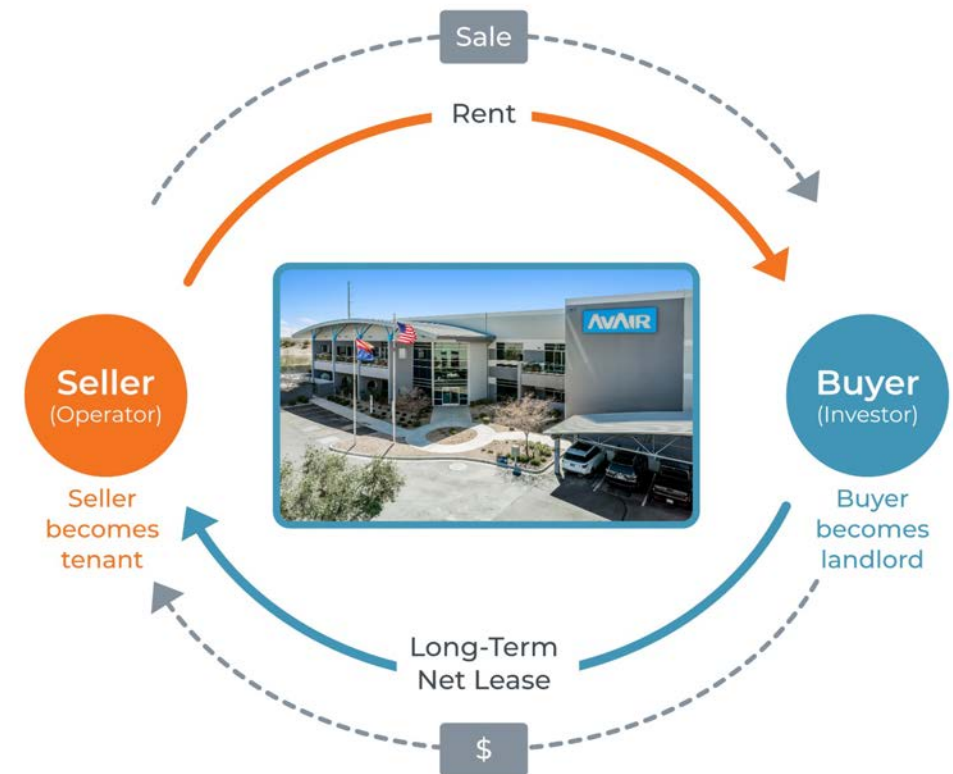 Sale
Rent
AVAIR
Seller
(Operator)
Buyer
(Investor)
Seller
becomes
tenant
Buyer
becomes
landlord
Long-Term
Net Lease
$